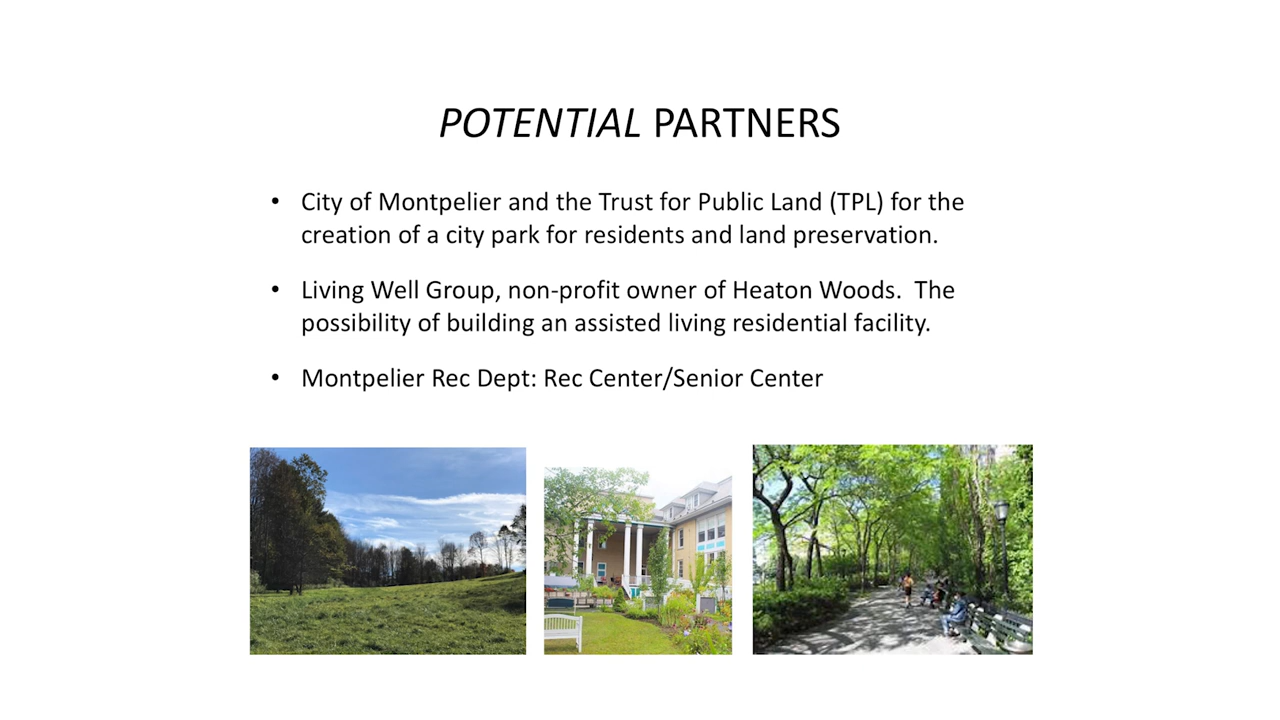 POTENTIAL PARTNERS
• City of Montpelier and the Trust for Public Land (TPL) for the
creation of a city park for residents and land preservation.
• Living Well Group, non-profit owner of Heaton Woods.  The
possibility of building an assisted living residential facility.
• Montpelier Rec Dept: Rec Center/Senior Center